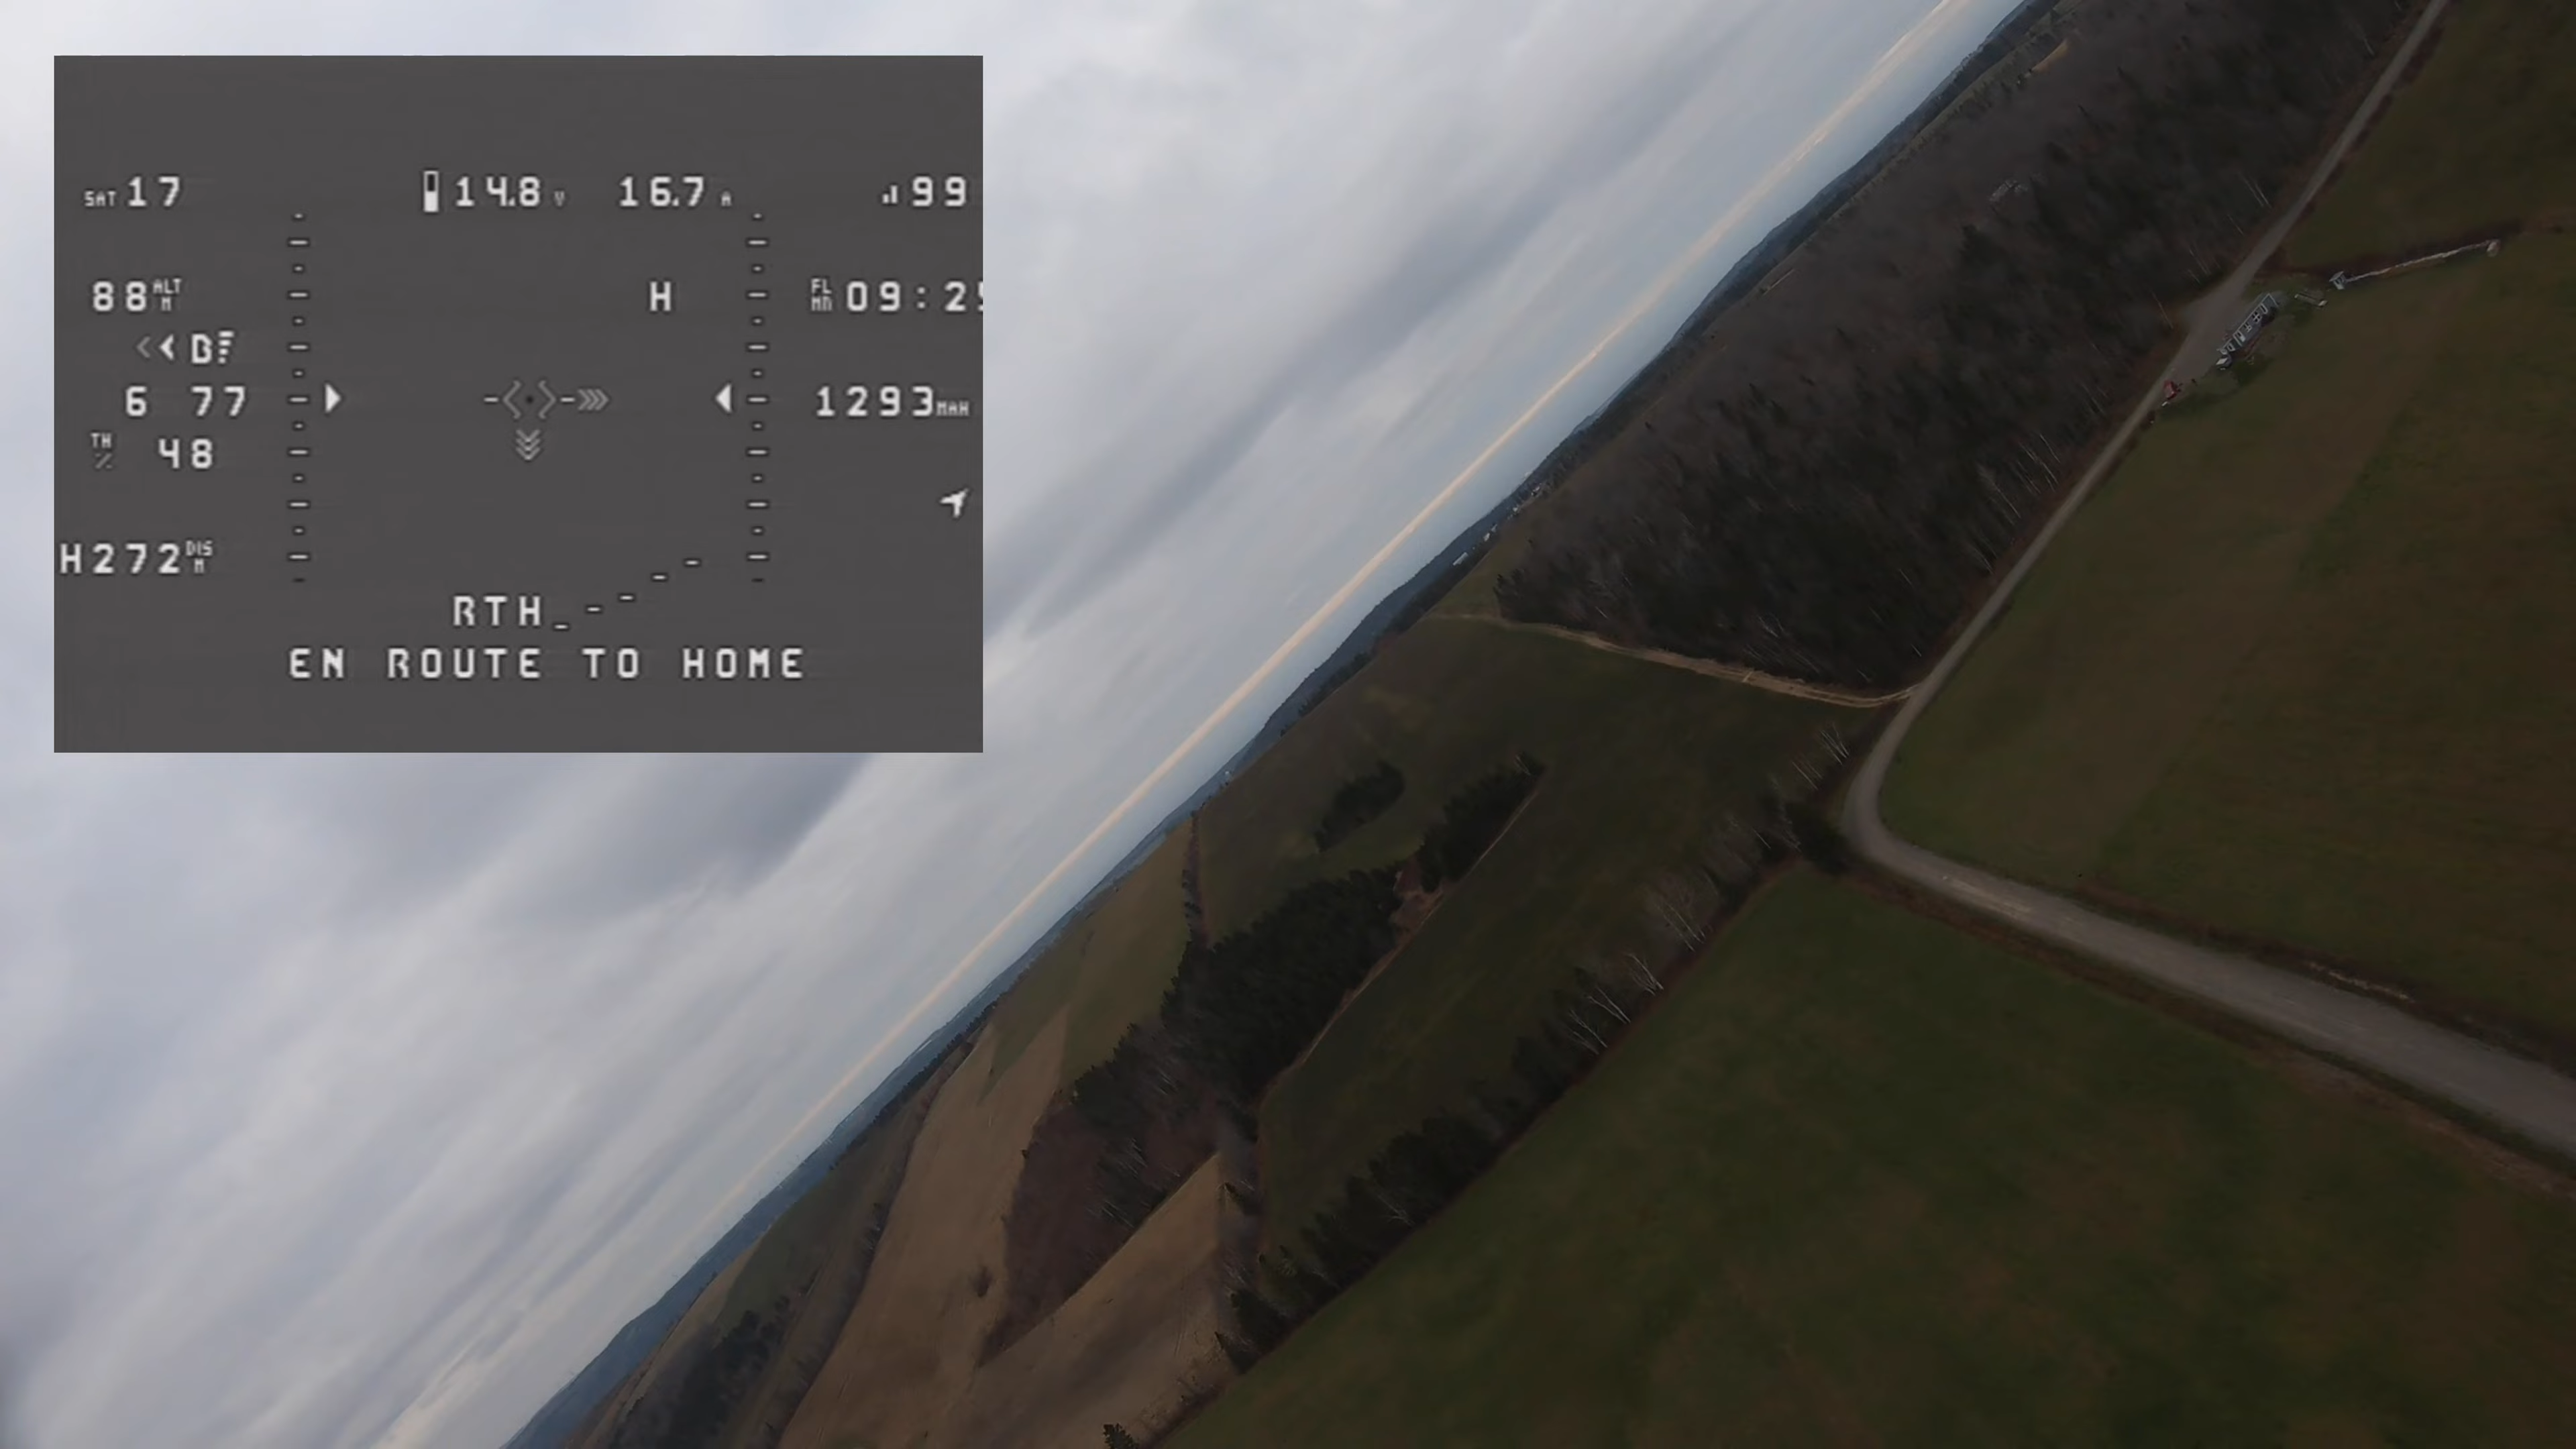 SAT 17 14.8 V 16.7 A 99
88 ALT M H FL MN 09:2
B
6 77 1293 MAH
TH % 48
H272 DIS M
RTH
EN ROUTE TO HOME